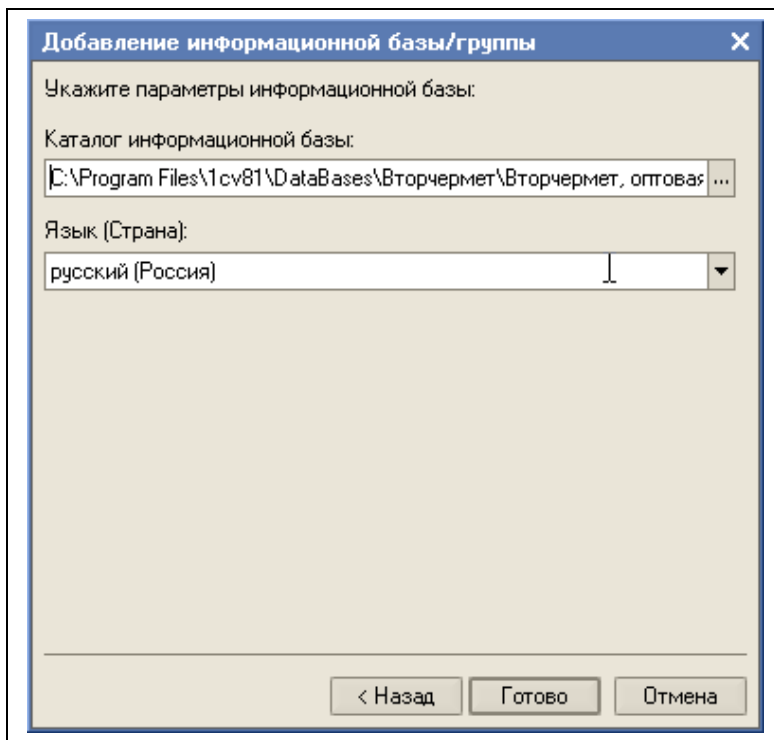 Добавление информационной базы/группы
Укажите параметры информационной базы:
Каталог информационной базы:
C:\Program Files\1cv81\DataBases\Вторчермет\Вторчермет, оптовая ...
Язык (Страна):
русский (Россия)
< Назад Готово Отмена